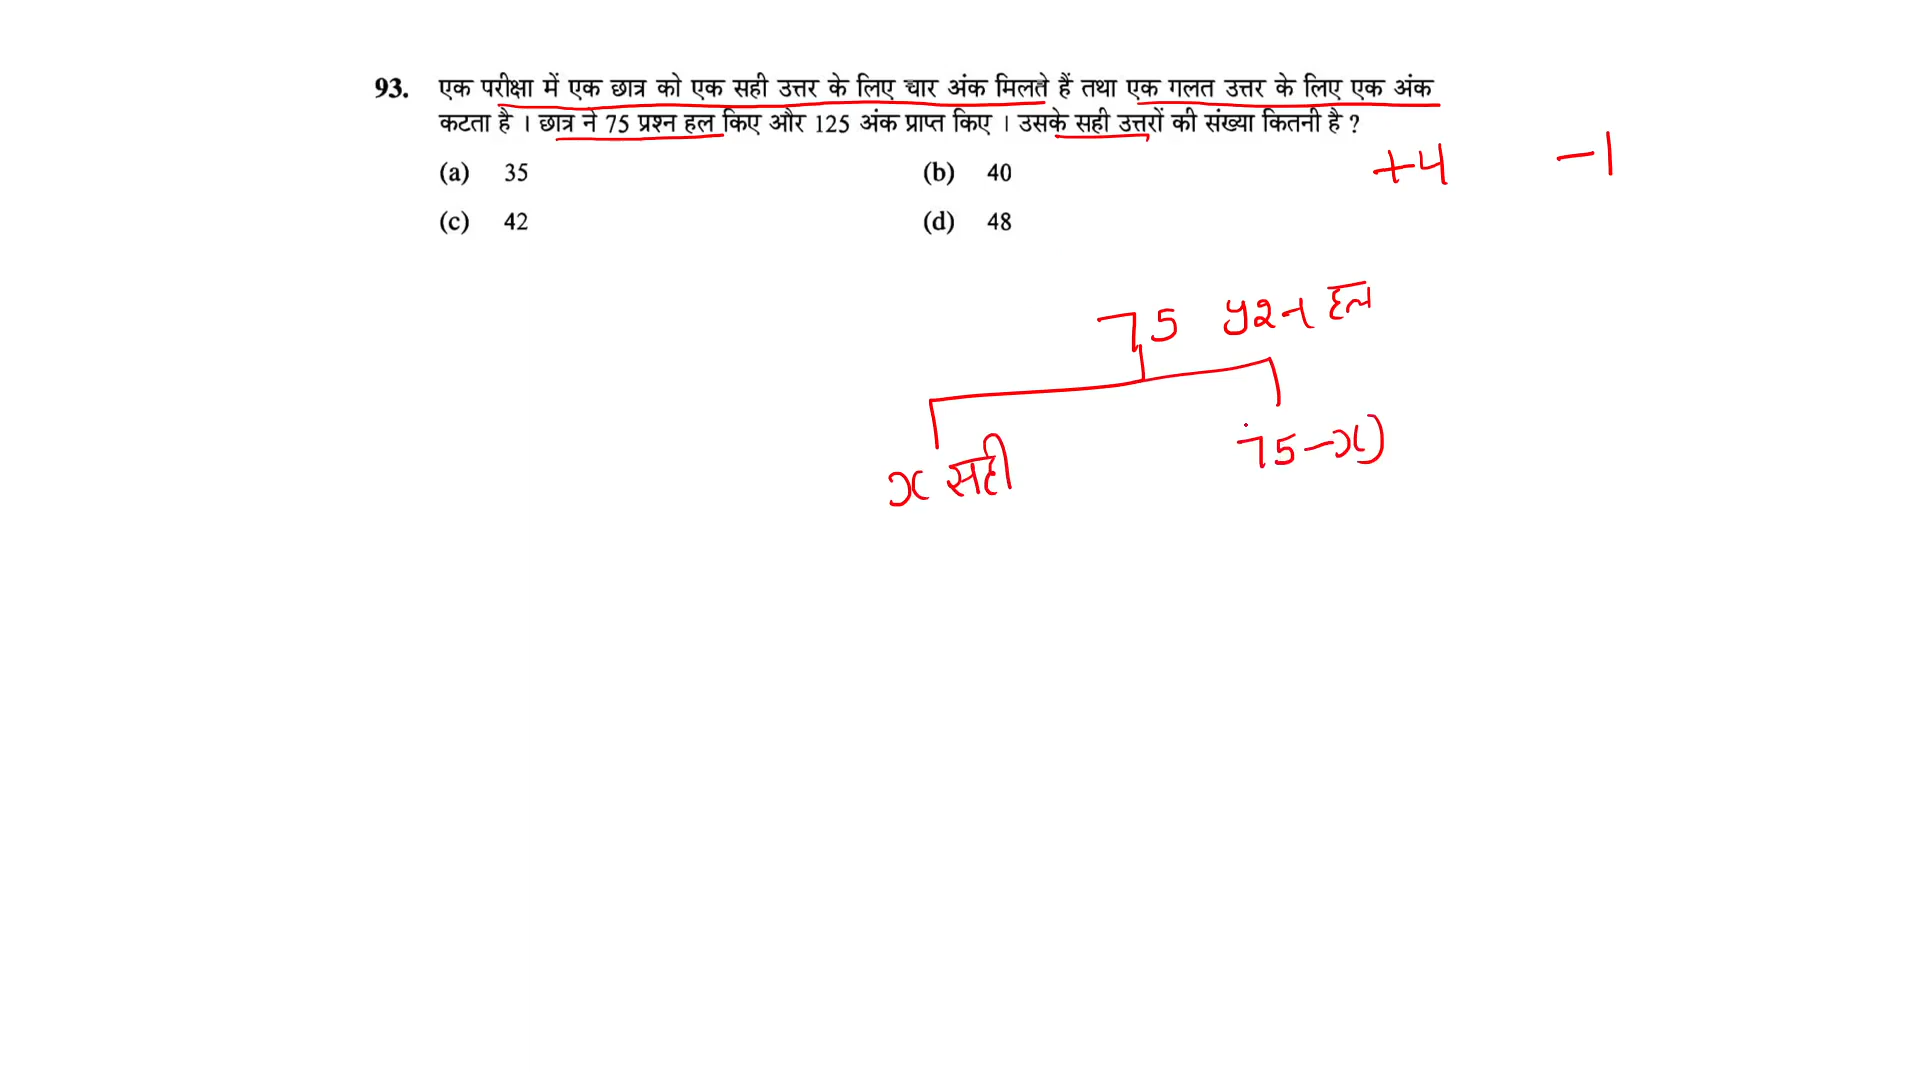 93. एक परीक्षा में एक छात्र को एक सही उत्तर के लिए चार अंक मिलते हैं तथा एक गलत उत्तर के लिए एक अंक
कटता है । छात्र ने 75 प्रश्न हल किए और 125 अंक प्राप्त किए । उसके सही उत्तरों की संख्या कितनी है ?
+4 -1
(a) 35 (b) 40
(c) 42 (d) 48
75 प्रश्न हल
x सही 75-x)